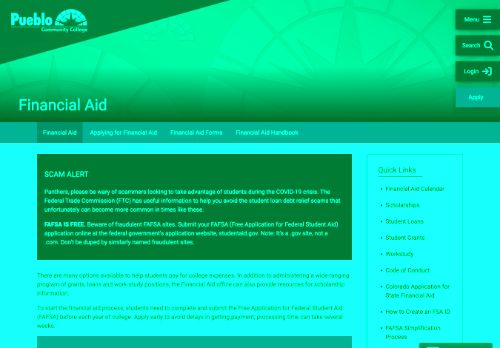 Pueblo
Community College
Menu
Search
Login
Apply
Financial Aid
Financial Aid
Applying for Financial Aid
Financial Aid Forms
Financial Aid Handbook
SCAM ALERT
Panthers, please be wary of scammers looking to take advantage of students during the COVID-19 crisis. The
Federal Trade Commission (FTC) has useful information to help you avoid the student loan debt relief scams that
unfortunately can become more common in times like these.
FAFSA IS FREE. Beware of fraudulent FAFSA sites. Submit your FAFSA (Free Application for Federal Student Aid)
application online at the federal government's application website, studentaid.gov. Note: It's a .gov site, not a
.com. Don't be duped by similarly named fraudulent sites.
There are many options available to help students pay for college expenses. In addition to administering a wide-ranging
program of grants, loans and work-study positions, the Financial Aid office can also provide resources for scholarship
information.
To start the financial aid process, students need to complete and submit the Free Application for Federal Student Aid
(FAFSA) before each year of college. Apply early to avoid delays in getting payment; processing time can take several
weeks.
Quick Links
Financial Aid Calendar
Scholarships
Student Loans
Student Grants
Workstudy
Code of Conduct
Colorado Application for
State Financial Aid
How to Create an FSA ID
FAFSA Simplification
Process